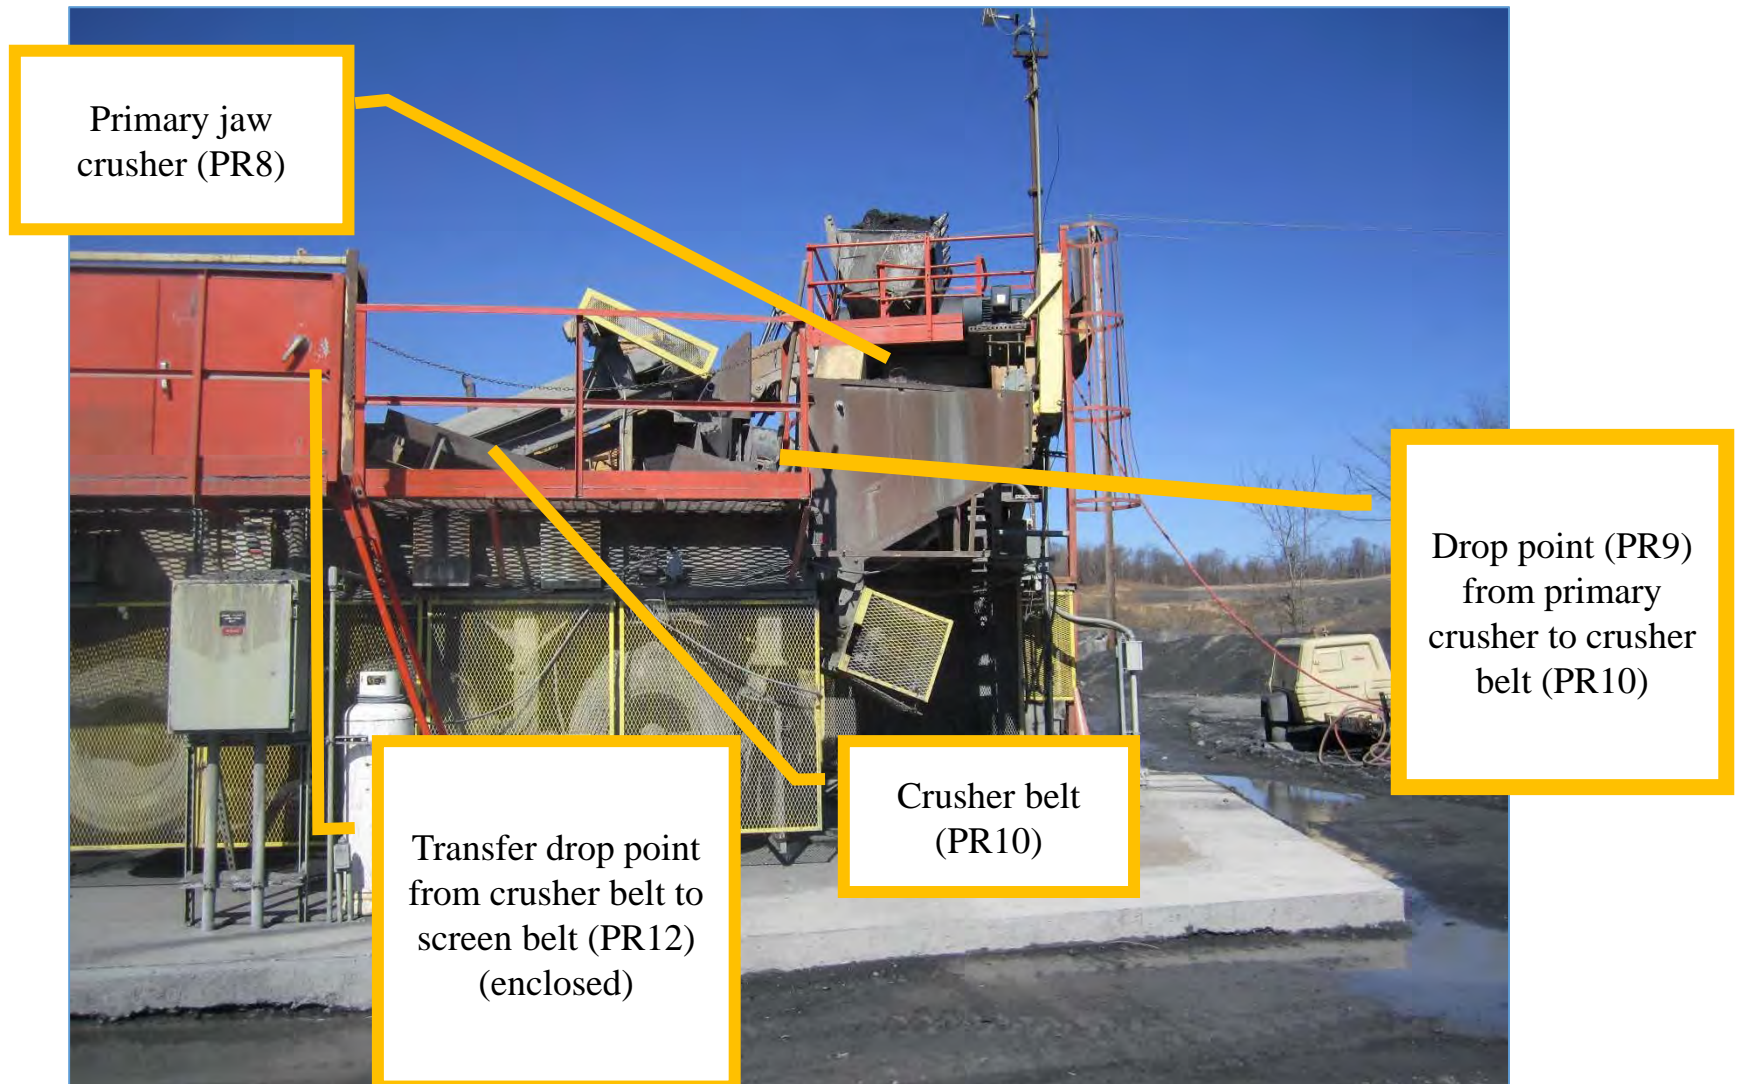 Primary jaw
crusher (PR8)
Drop point (PR9)
from primary
crusher to crusher
belt (PR10)
Crusher belt
(PR10)
Transfer drop point
from crusher belt to
screen belt (PR12)
(enclosed)